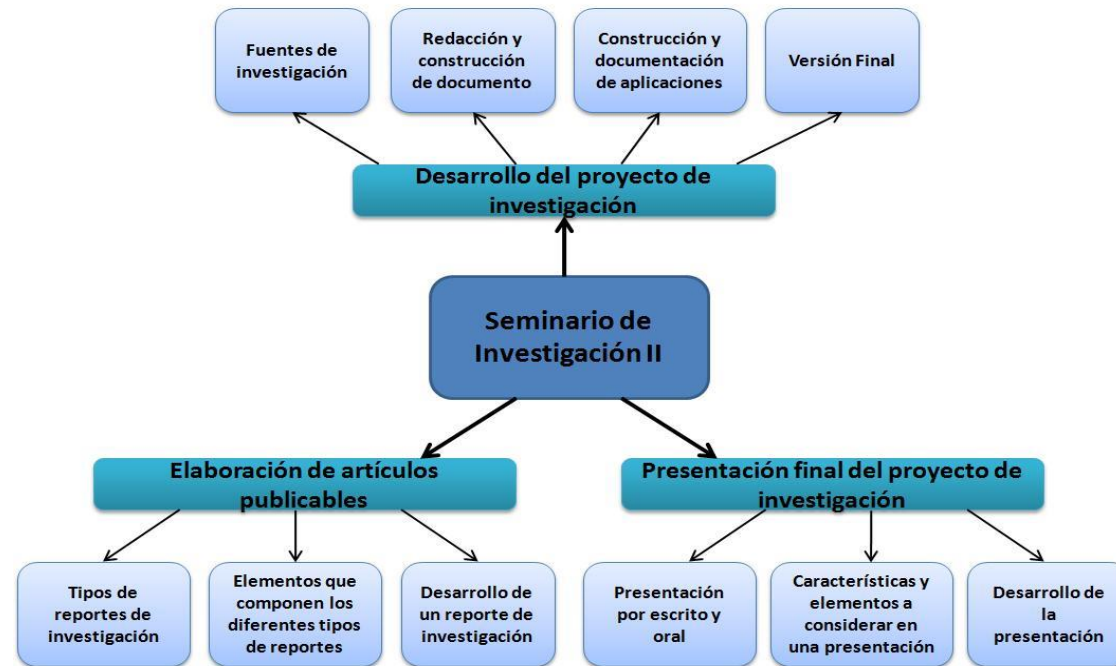 Fuentes de
investigación
Redacción y
construcción
de documento
Construcción y
documentación
de aplicaciones
Versión Final
Desarrollo del proyecto de
investigación
Seminario de
Investigación II
Elaboración de artículos
publicables
Presentación final del proyecto de
investigación
Tipos de
reportes de
investigación
Elementos que
componen los
diferentes tipos
de reportes
Desarrollo de
un reporte de
investigación
Presentación
por escrito y
oral
Características y
elementos a
considerar en
una presentación
Desarrollo de
la
presentación